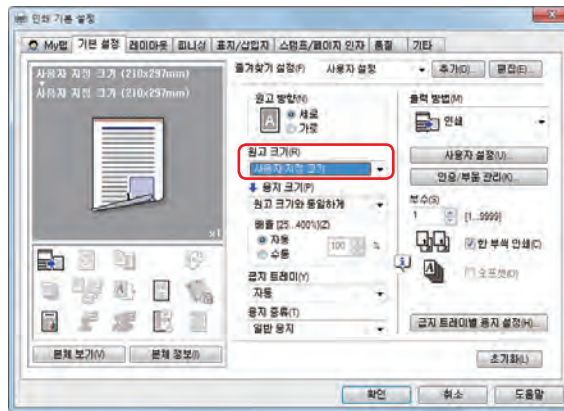 인쇄 기본 설정
My탭 기본 설정 레이아웃 피니싱 표지/삽입지 스탬프/페이지 인자 품질 기타
사용자 지정 크기 (210x297mm)
사용자 지정 크기 (210x297mm)
x1
본체 보기(W) 본체 정보(I)
즐겨찾기 설정(F) 사용자 설정 추가(D)... 편집(E)...
원고 방향(N)
세로
가로
원고 크기(R)
사용자 지정 크기
용지 크기(P)
원고 크기와 동일하게
배율 [25...400%](Z)
자동
수동
100 %
급지 트레이(Y)
자동
용지 종류(T)
일반 용지
출력 방법(M)
인쇄
사용자 설정(U)...
인증/부문 관리(K)...
부수(S)
1 [1...9999]
한 부씩 인쇄(C)
오프셋(O)
급지 트레이별 용지 설정(H)...
초기화(L)
확인 취소 도움말